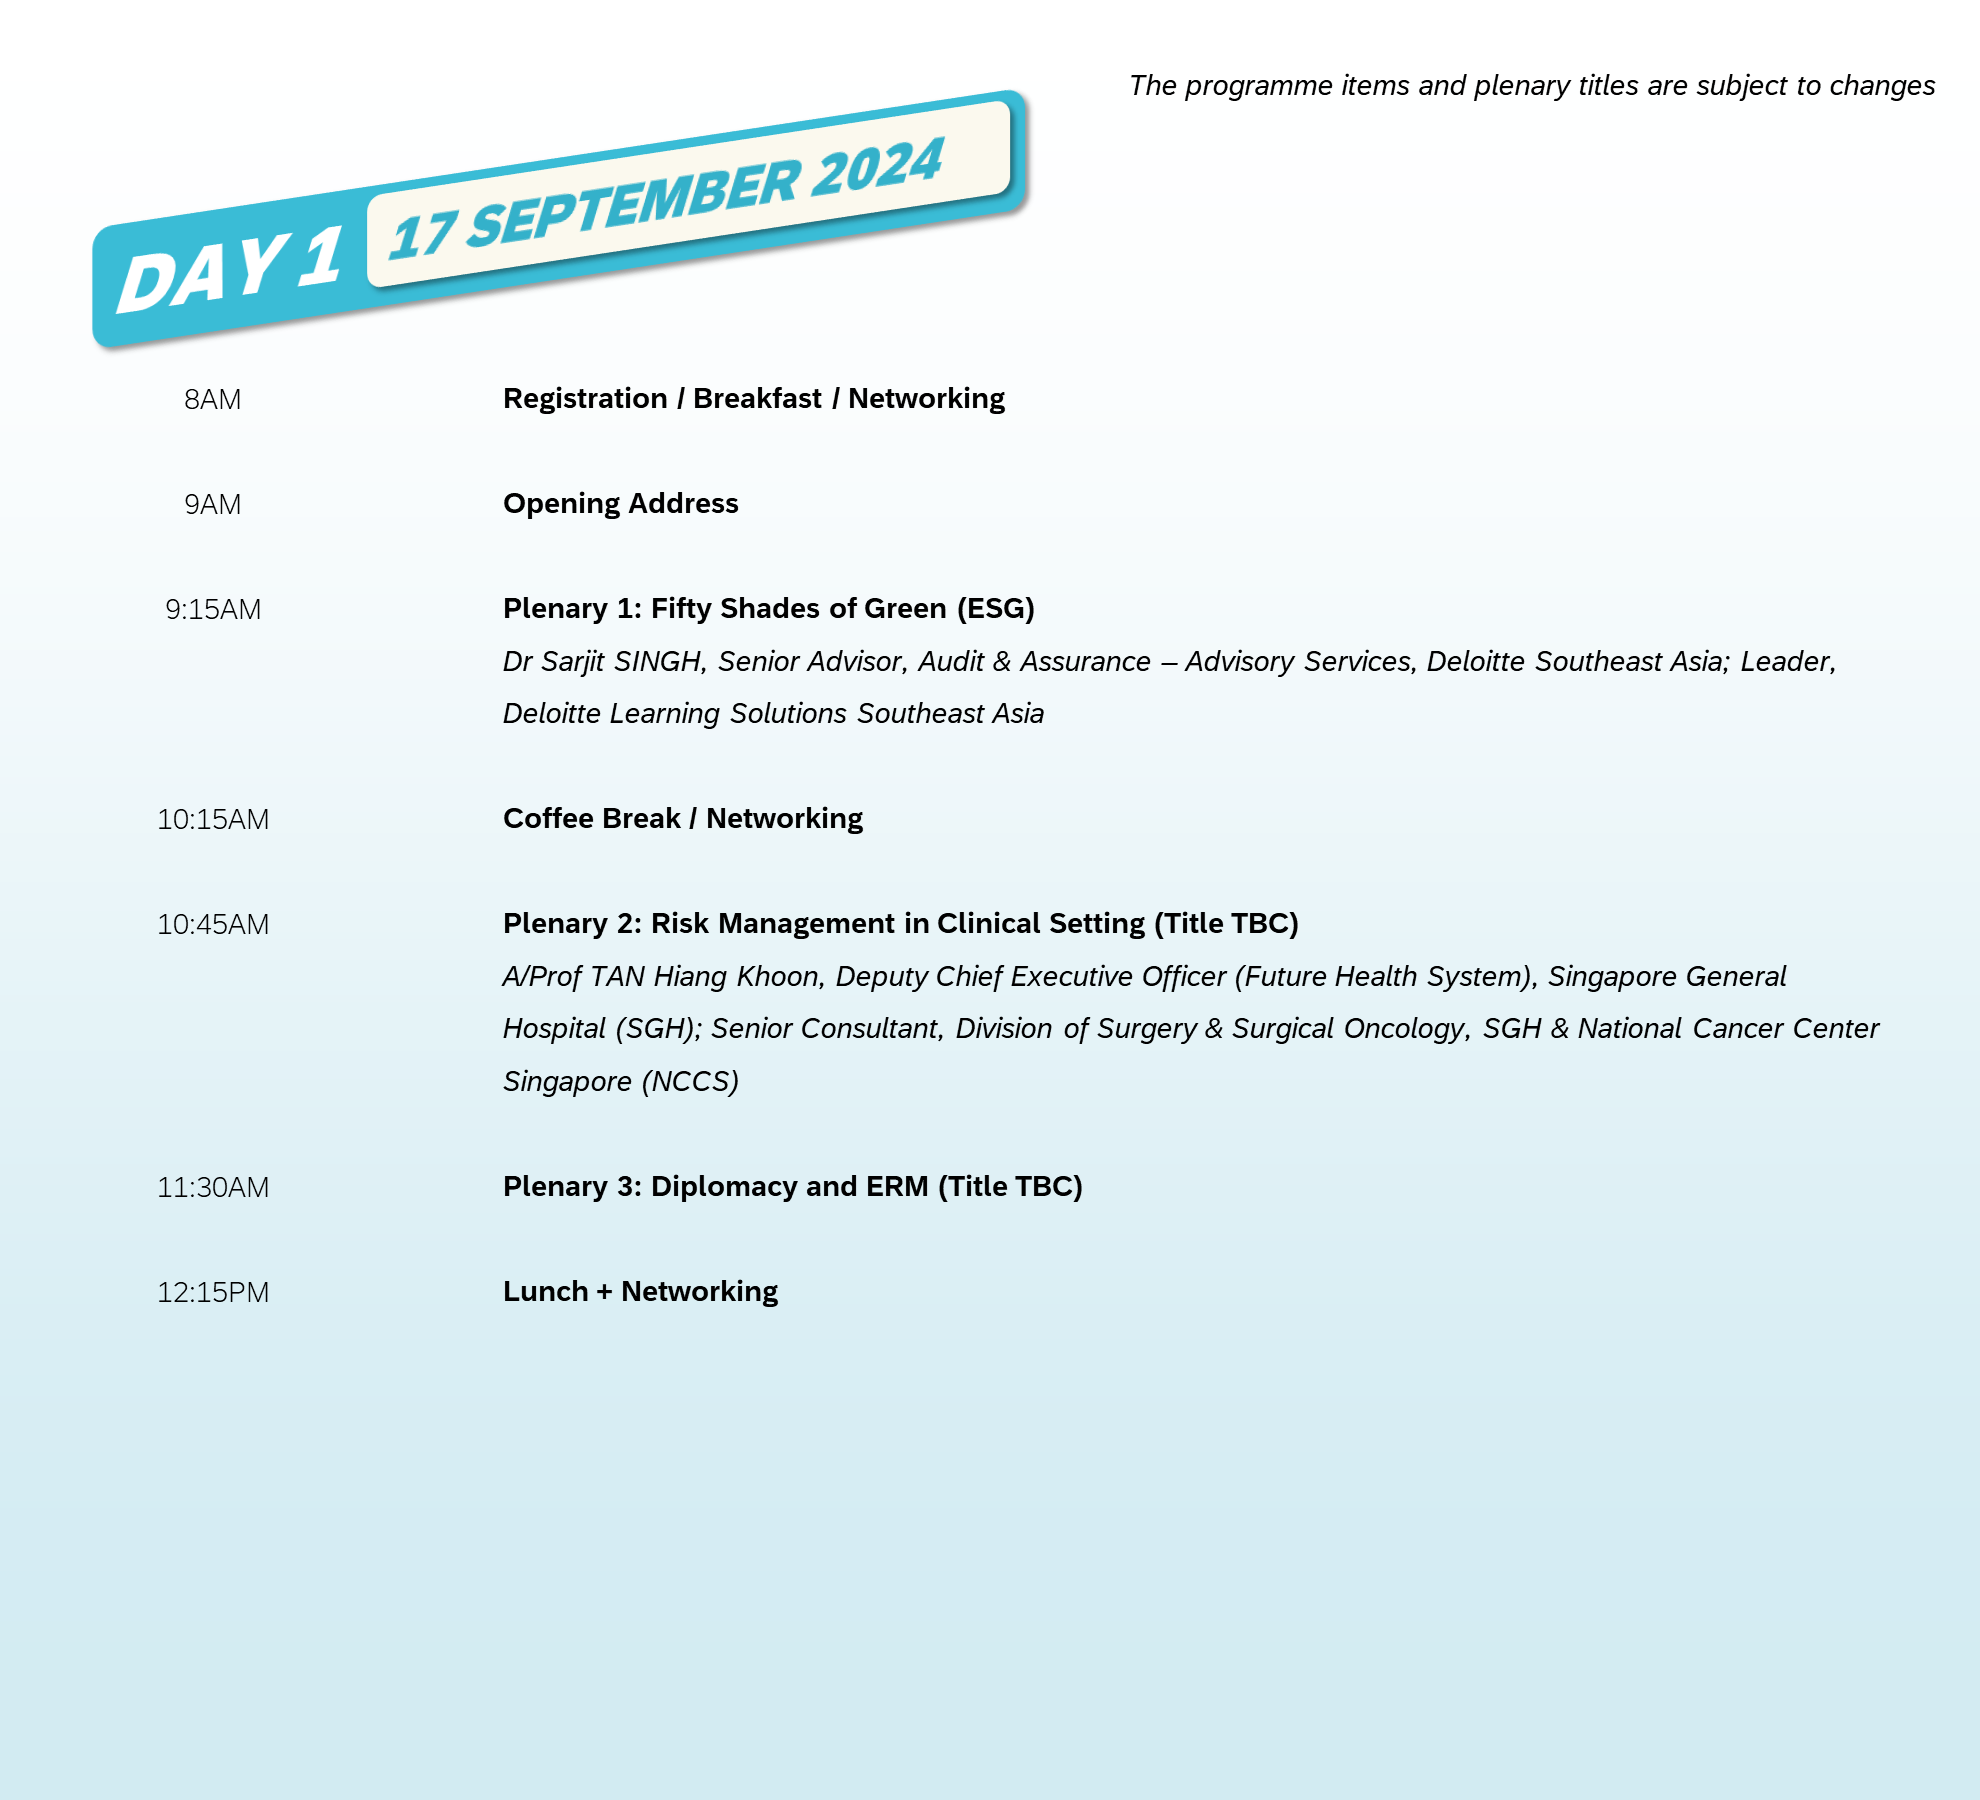 The programme items and plenary titles are subject to changes
DAY 1 17 SEPTEMBER 2024
8AM Registration / Breakfast / Networking
9AM Opening Address
9:15AM Plenary 1: Fifty Shades of Green (ESG)
Dr Sarjit SINGH, Senior Advisor, Audit & Assurance – Advisory Services, Deloitte Southeast Asia; Leader,
Deloitte Learning Solutions Southeast Asia
10:15AM Coffee Break / Networking
10:45AM Plenary 2: Risk Management in Clinical Setting (Title TBC)
A/Prof TAN Hiang Khoon, Deputy Chief Executive Officer (Future Health System), Singapore General
Hospital (SGH); Senior Consultant, Division of Surgery & Surgical Oncology, SGH & National Cancer Center
Singapore (NCCS)
11:30AM Plenary 3: Diplomacy and ERM (Title TBC)
12:15PM Lunch + Networking